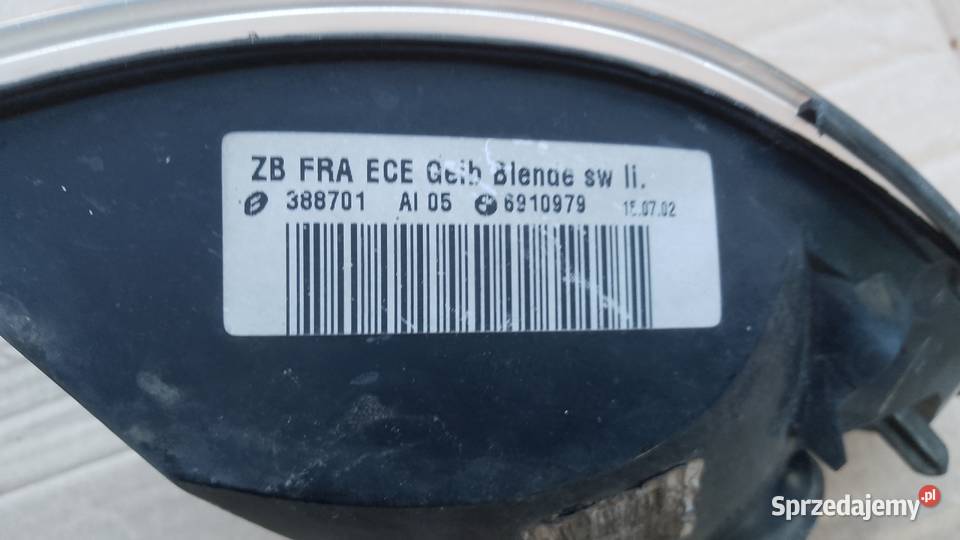 ZB FRA ECE Gelb Blende sw li.
388701 AI 05 6910979 15.07.02
Sprzedajemy.pl